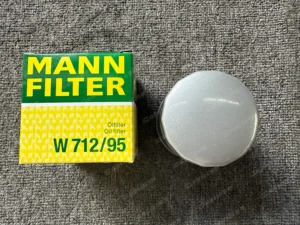 MANN
FILTER
Ölfilter
Oil filter
W 712/95